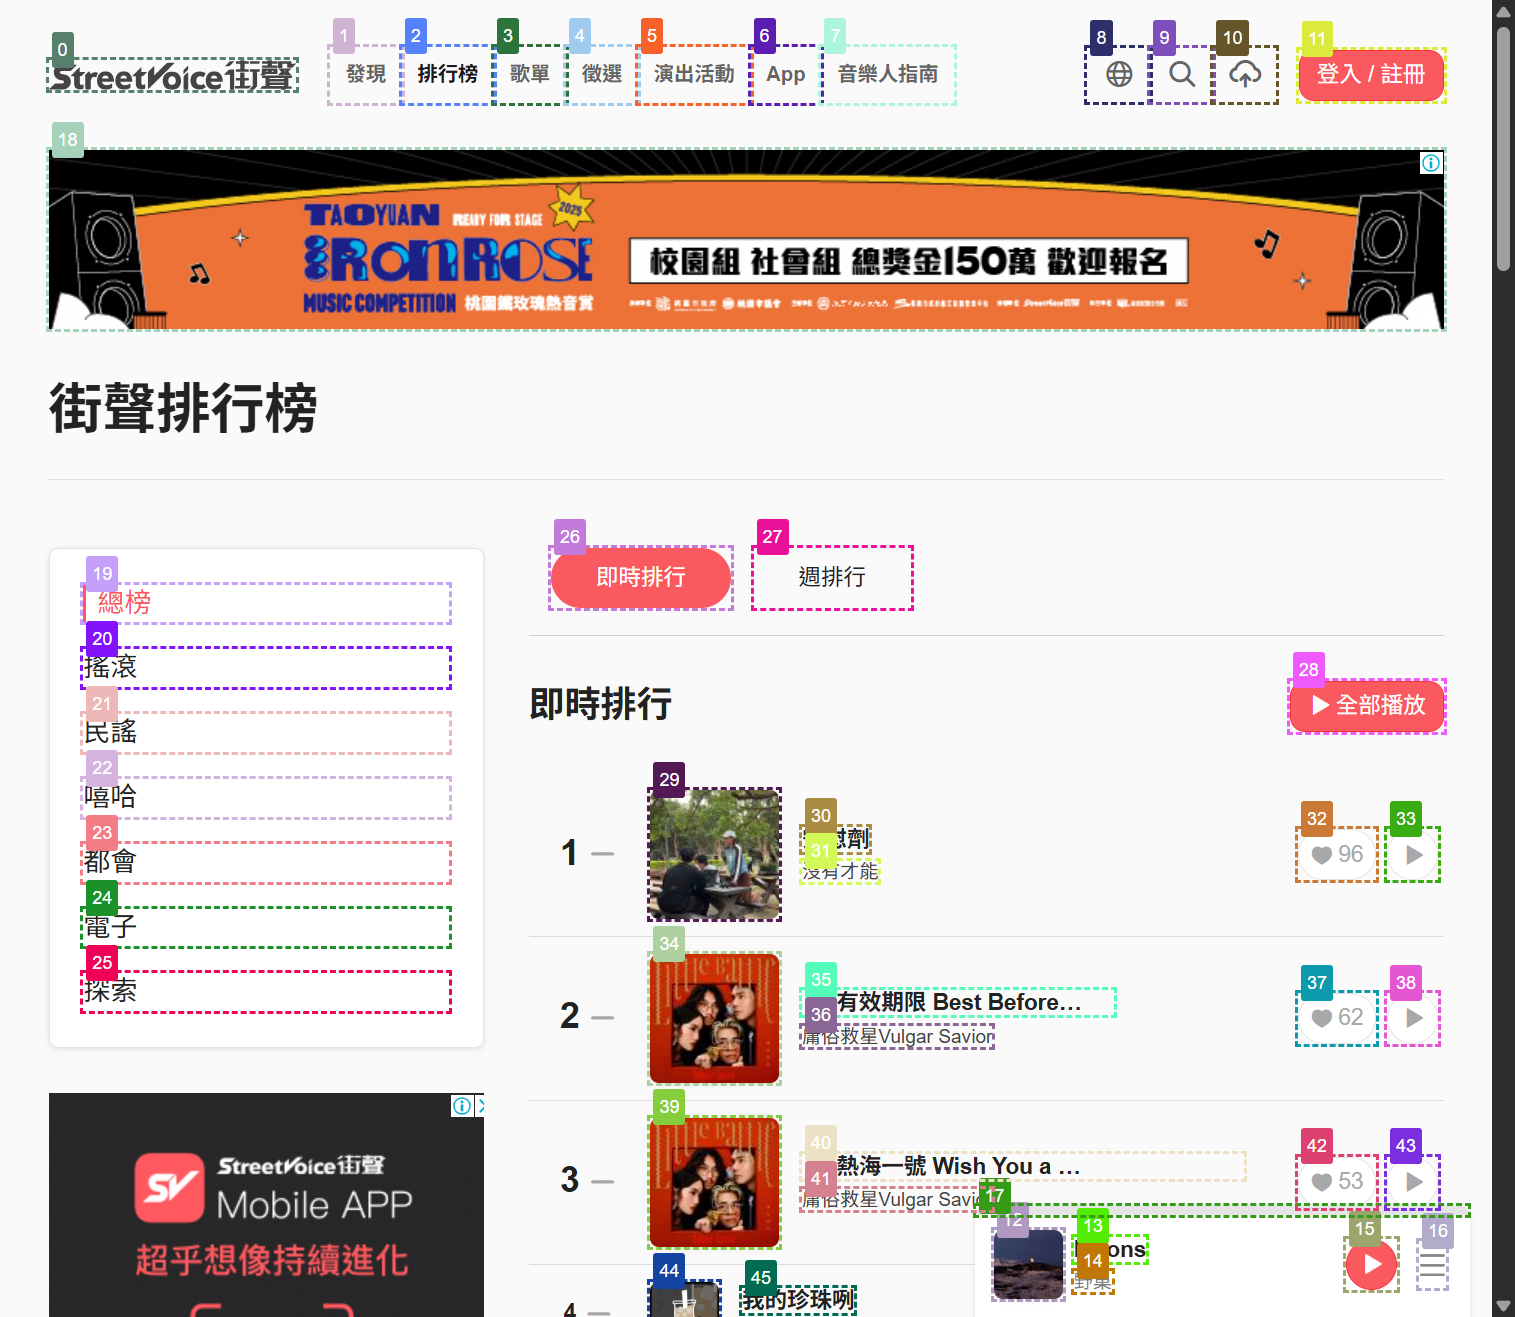 StreetVoice街聲
發現
排行榜
歌單
徵選
演出活動
App
音樂人指南
登入 / 註冊
TAOYUAN READY FOR STAGE 2025
IRONROSE
MUSIC COMPETITION 桃園鐵玫瑰熱音賞
校園組 社會組 總獎金150萬 歡迎報名
街聲排行榜
總榜
搖滾
民謠
嘻哈
都會
電子
探索
StreetVoice街聲
Mobile APP
超乎想像持續進化
即時排行
週排行
即時排行
全部播放
1
慰劑
沒有才能
96
2
有效期限 Best Before…
庸俗救星Vulgar Savior
62
3
熱海一號 Wish You a …
庸俗救星Vulgar Savio
53
4
我的珍珠咧
ons
0
1
2
3
4
5
6
7
8
9
10
11
12
13
14
15
16
17
18
19
20
21
22
23
24
25
26
27
28
29
30
31
32
33
34
35
36
37
38
39
40
41
42
43
44
45